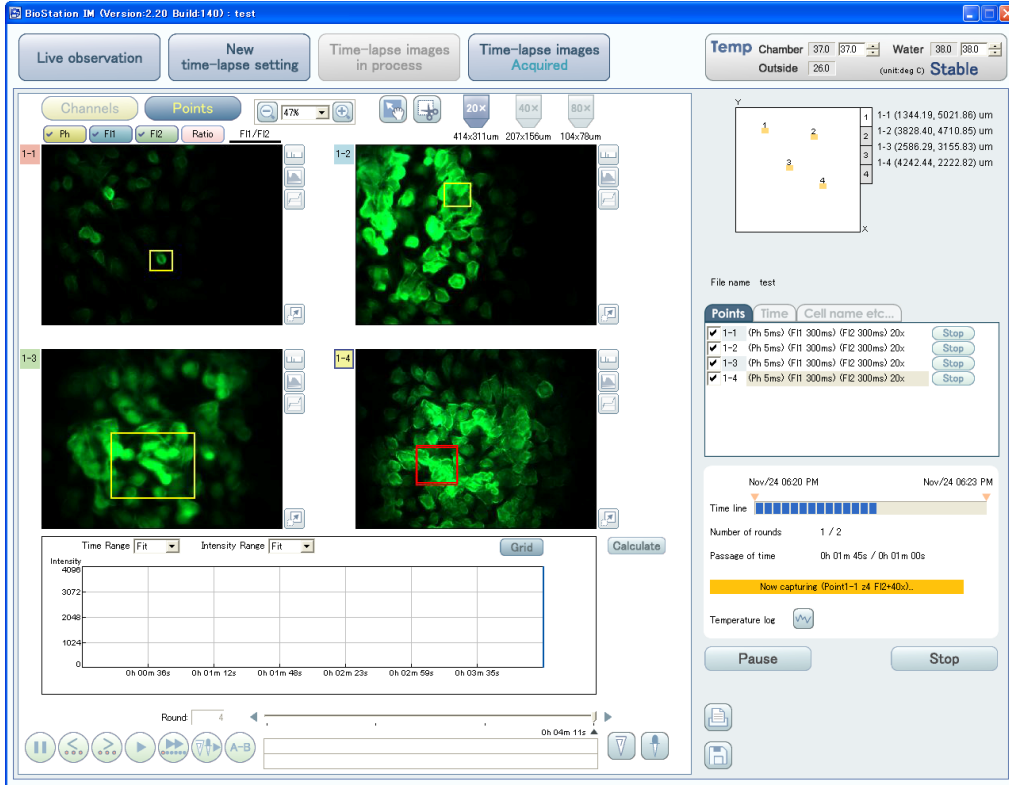 BioStation IM (Version:2.20 Build:140) : test
Live observation
New
time-lapse setting
Time-lapse images
in process
Time-lapse images
Acquired
Temp Chamber 37.0 37.0 Water 38.0 38.0
Outside 26.0 (unit:deg C) Stable
Channels Points 47% 20× 40× 80×
Ph Fl1 Fl2 Ratio Fl1/Fl2 414x311um 207x156um 104x78um
1-1
1-2
1-3
1-4
Time Range Fit Intensity Range Fit Grid Calculate
Intensity
4096
3072
2048
1024
0
0h 00m 36s 0h 01m 12s 0h 01m 48s 0h 02m 23s 0h 02m 59s 0h 03m 35s
Round: 4
0h 04m 11s
A-B
Y
1
2
3
4
X
1
2
3
4
1-1 (1344.19, 5021.86) um
1-2 (3828.40, 4710.85) um
1-3 (2586.29, 3155.83) um
1-4 (4242.44, 2222.82) um
File name test
Points Time Cell name etc...
1-1 (Ph 5ms) (Fl1 300ms) (Fl2 300ms) 20x Stop
1-2 (Ph 5ms) (Fl1 300ms) (Fl2 300ms) 20x Stop
1-3 (Ph 5ms) (Fl1 300ms) (Fl2 300ms) 20x Stop
1-4 (Ph 5ms) (Fl1 300ms) (Fl2 300ms) 20x Stop
Nov/24 06:20 PM Nov/24 06:23 PM
Time line
Number of rounds 1 / 2
Passage of time 0h 01m 45s / 0h 01m 00s
Now capturing (Point1-1 z4 Fl2+40x)...
Temperature log
Pause Stop